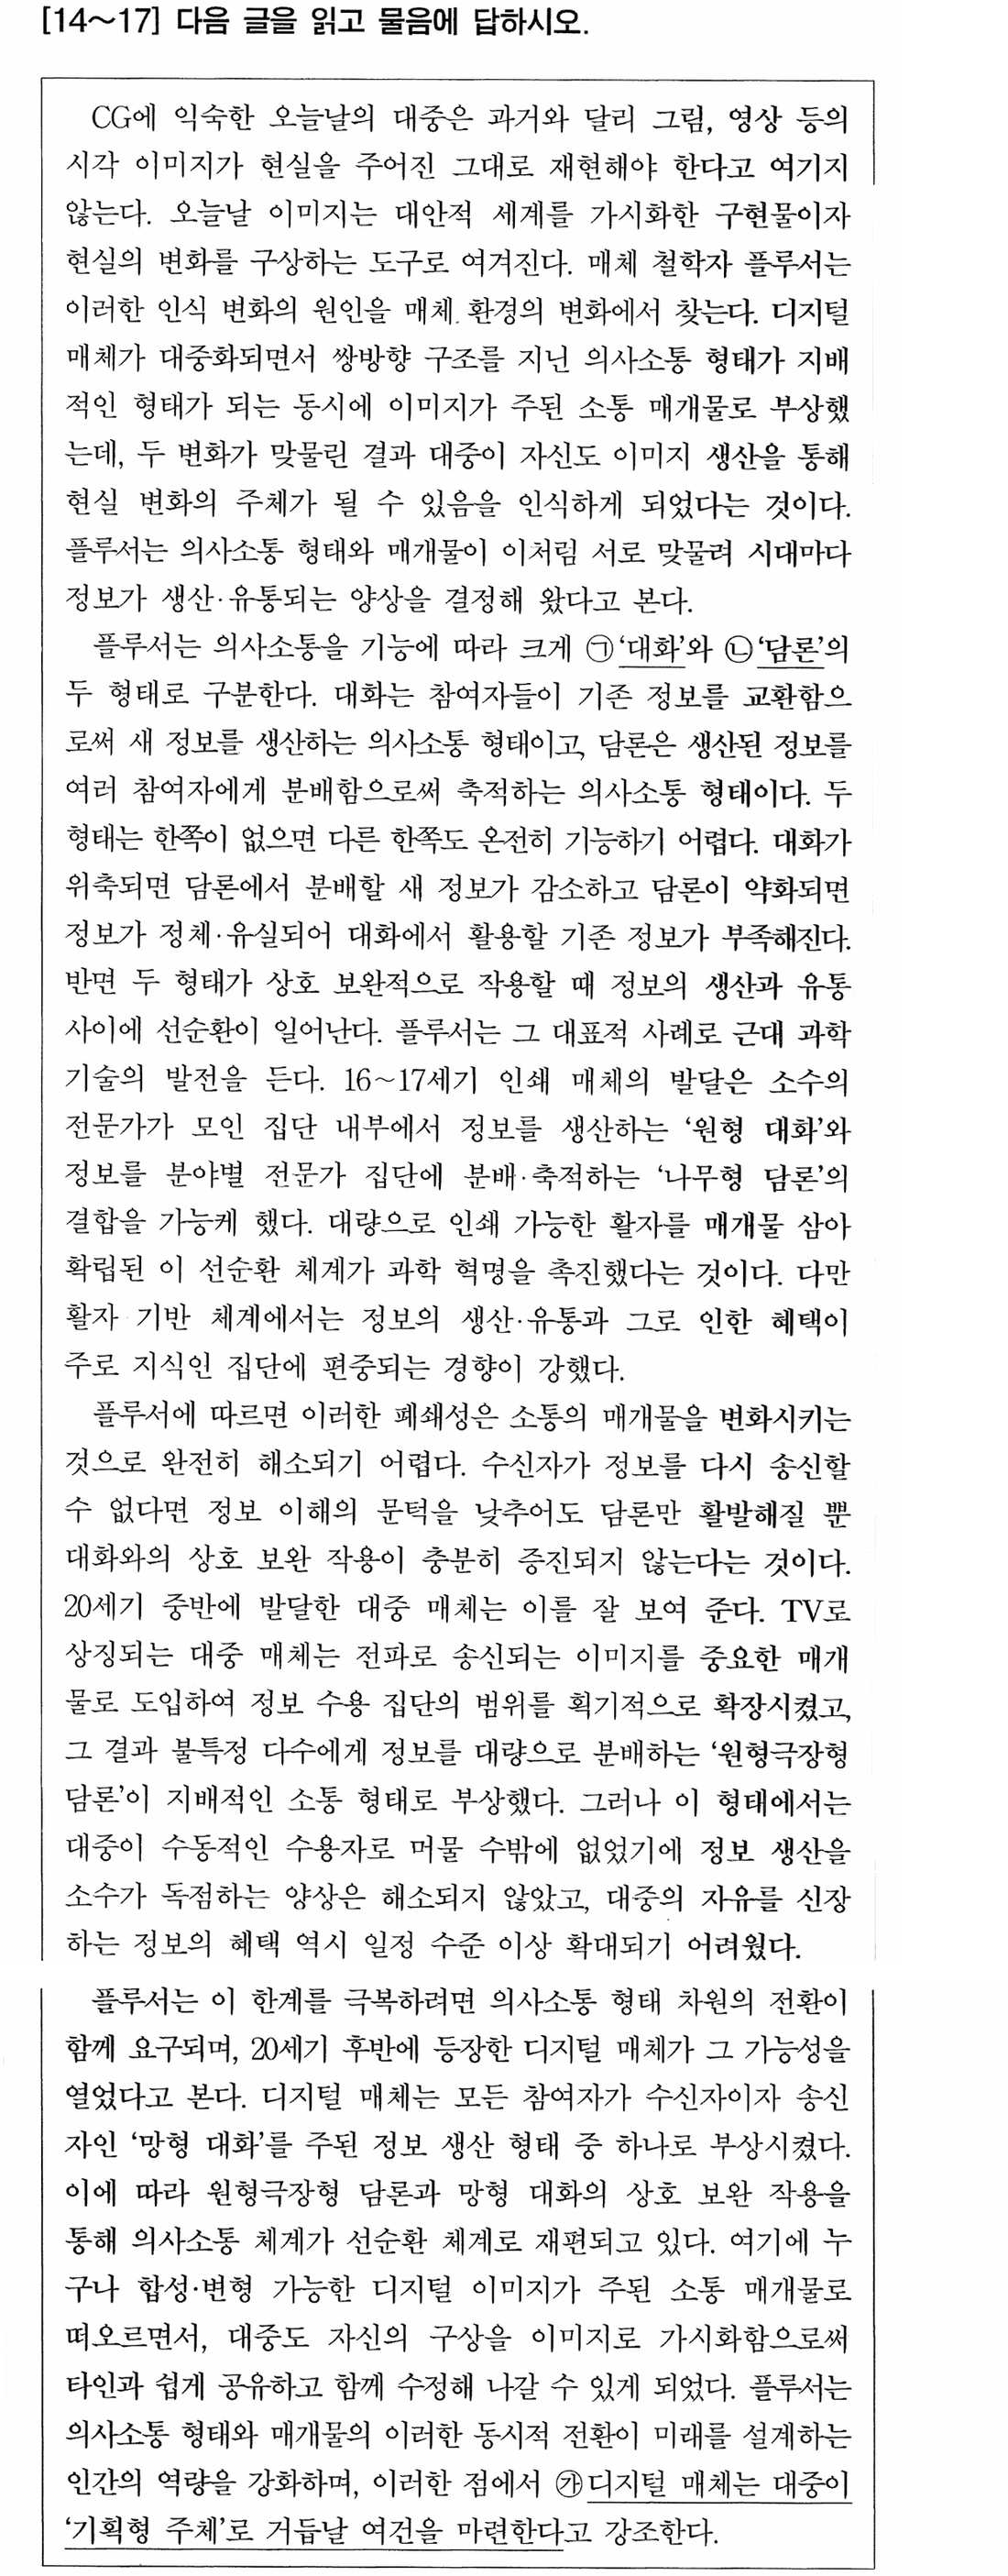 [14～17] 다음 글을 읽고 물음에 답하시오.
CG에 익숙한 오늘날의 대중은 과거와 달리 그림, 영상 등의
시각 이미지가 현실을 주어진 그대로 재현해야 한다고 여기지
않는다. 오늘날 이미지는 대안적 세계를 가시화한 구현물이자
현실의 변화를 구상하는 도구로 여겨진다. 매체 철학자 플루서는
이러한 인식 변화의 원인을 매체 환경의 변화에서 찾는다. 디지털
매체가 대중화되면서 쌍방향 구조를 지닌 의사소통 형태가 지배
적인 형태가 되는 동시에 이미지가 주된 소통 매개물로 부상했
는데, 두 변화가 맞물린 결과 대중이 자신도 이미지 생산을 통해
현실 변화의 주체가 될 수 있음을 인식하게 되었다는 것이다.
플루서는 의사소통 형태와 매개물이 이처럼 서로 맞물려 시대마다
정보가 생산·유통되는 양상을 결정해 왔다고 본다.
플루서는 의사소통을 기능에 따라 크게 ㉠‘대화’와 ㉡‘담론’의
두 형태로 구분한다. 대화는 참여자들이 기존 정보를 교환함으
로써 새 정보를 생산하는 의사소통 형태이고, 담론은 생산된 정보를
여러 참여자에게 분배함으로써 축적하는 의사소통 형태이다. 두
형태는 한쪽이 없으면 다른 한쪽도 온전히 기능하기 어렵다. 대화가
위축되면 담론에서 분배할 새 정보가 감소하고 담론이 약화되면
정보가 정체·유실되어 대화에서 활용할 기존 정보가 부족해진다.
반면 두 형태가 상호 보완적으로 작용할 때 정보의 생산과 유통
사이에 선순환이 일어난다. 플루서는 그 대표적 사례로 근대 과학
기술의 발전을 든다. 16～17세기 인쇄 매체의 발달은 소수의
전문가가 모인 집단 내부에서 정보를 생산하는 ‘원형 대화’와
정보를 분야별 전문가 집단에 분배·축적하는 ‘나무형 담론’의
결합을 가능케 했다. 대량으로 인쇄 가능한 활자를 매개물 삼아
확립된 이 선순환 체계가 과학 혁명을 촉진했다는 것이다. 다만
활자 기반 체계에서는 정보의 생산·유통과 그로 인한 혜택이
주로 지식인 집단에 편중되는 경향이 강했다.
플루서에 따르면 이러한 폐쇄성은 소통의 매개물을 변화시키는
것으로 완전히 해소되기 어렵다. 수신자가 정보를 다시 송신할
수 없다면 정보 이해의 문턱을 낮추어도 담론만 활발해질 뿐
대화와의 상호 보완 작용이 충분히 증진되지 않는다는 것이다.
20세기 중반에 발달한 대중 매체는 이를 잘 보여 준다. TV로
상징되는 대중 매체는 전파로 송신되는 이미지를 중요한 매개
물로 도입하여 정보 수용 집단의 범위를 획기적으로 확장시켰고,
그 결과 불특정 다수에게 정보를 대량으로 분배하는 ‘원형극장형
담론’이 지배적인 소통 형태로 부상했다. 그러나 이 형태에서는
대중이 수동적인 수용자로 머물 수밖에 없었기에 정보 생산을
소수가 독점하는 양상은 해소되지 않았고, 대중의 자유를 신장
하는 정보의 혜택 역시 일정 수준 이상 확대되기 어려웠다.
플루서는 이 한계를 극복하려면 의사소통 형태 차원의 전환이
함께 요구되며, 20세기 후반에 등장한 디지털 매체가 그 가능성을
열었다고 본다. 디지털 매체는 모든 참여자가 수신자이자 송신
자인 ‘망형 대화’를 주된 정보 생산 형태 중 하나로 부상시켰다.
이에 따라 원형극장형 담론과 망형 대화의 상호 보완 작용을
통해 의사소통 체계가 선순환 체계로 재편되고 있다. 여기에 누
구나 합성·변형 가능한 디지털 이미지가 주된 소통 매개물로
떠오르면서, 대중도 자신의 구상을 이미지로 가시화함으로써
타인과 쉽게 공유하고 함께 수정해 나갈 수 있게 되었다. 플루서는
의사소통 형태와 매개물의 이러한 동시적 전환이 미래를 설계하는
인간의 역량을 강화하며, 이러한 점에서 ㉮디지털 매체는 대중이
‘기획형 주체’로 거듭날 여건을 마련한다고 강조한다.